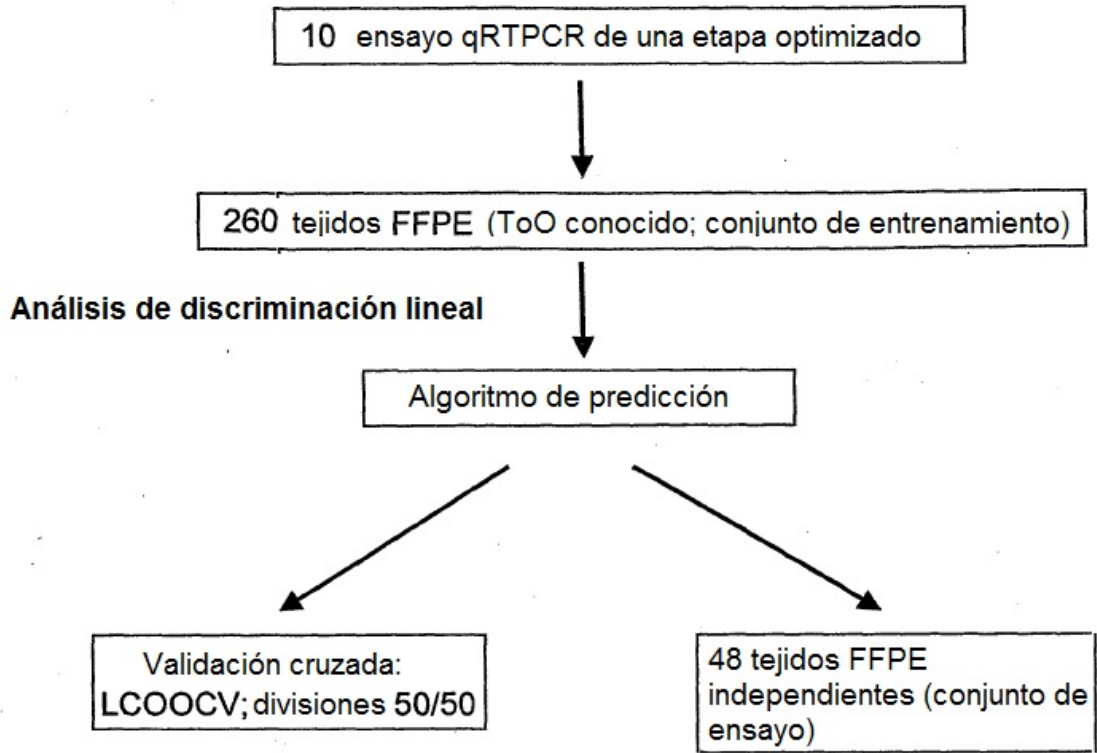 10 ensayo qRTPCR de una etapa optimizado
260 tejidos FFPE (ToO conocido; conjunto de entrenamiento)
Análisis de discriminación lineal
Algoritmo de predicción
Validación cruzada:
LCOOCV; divisiones 50/50
48 tejidos FFPE
independientes (conjunto de
ensayo)